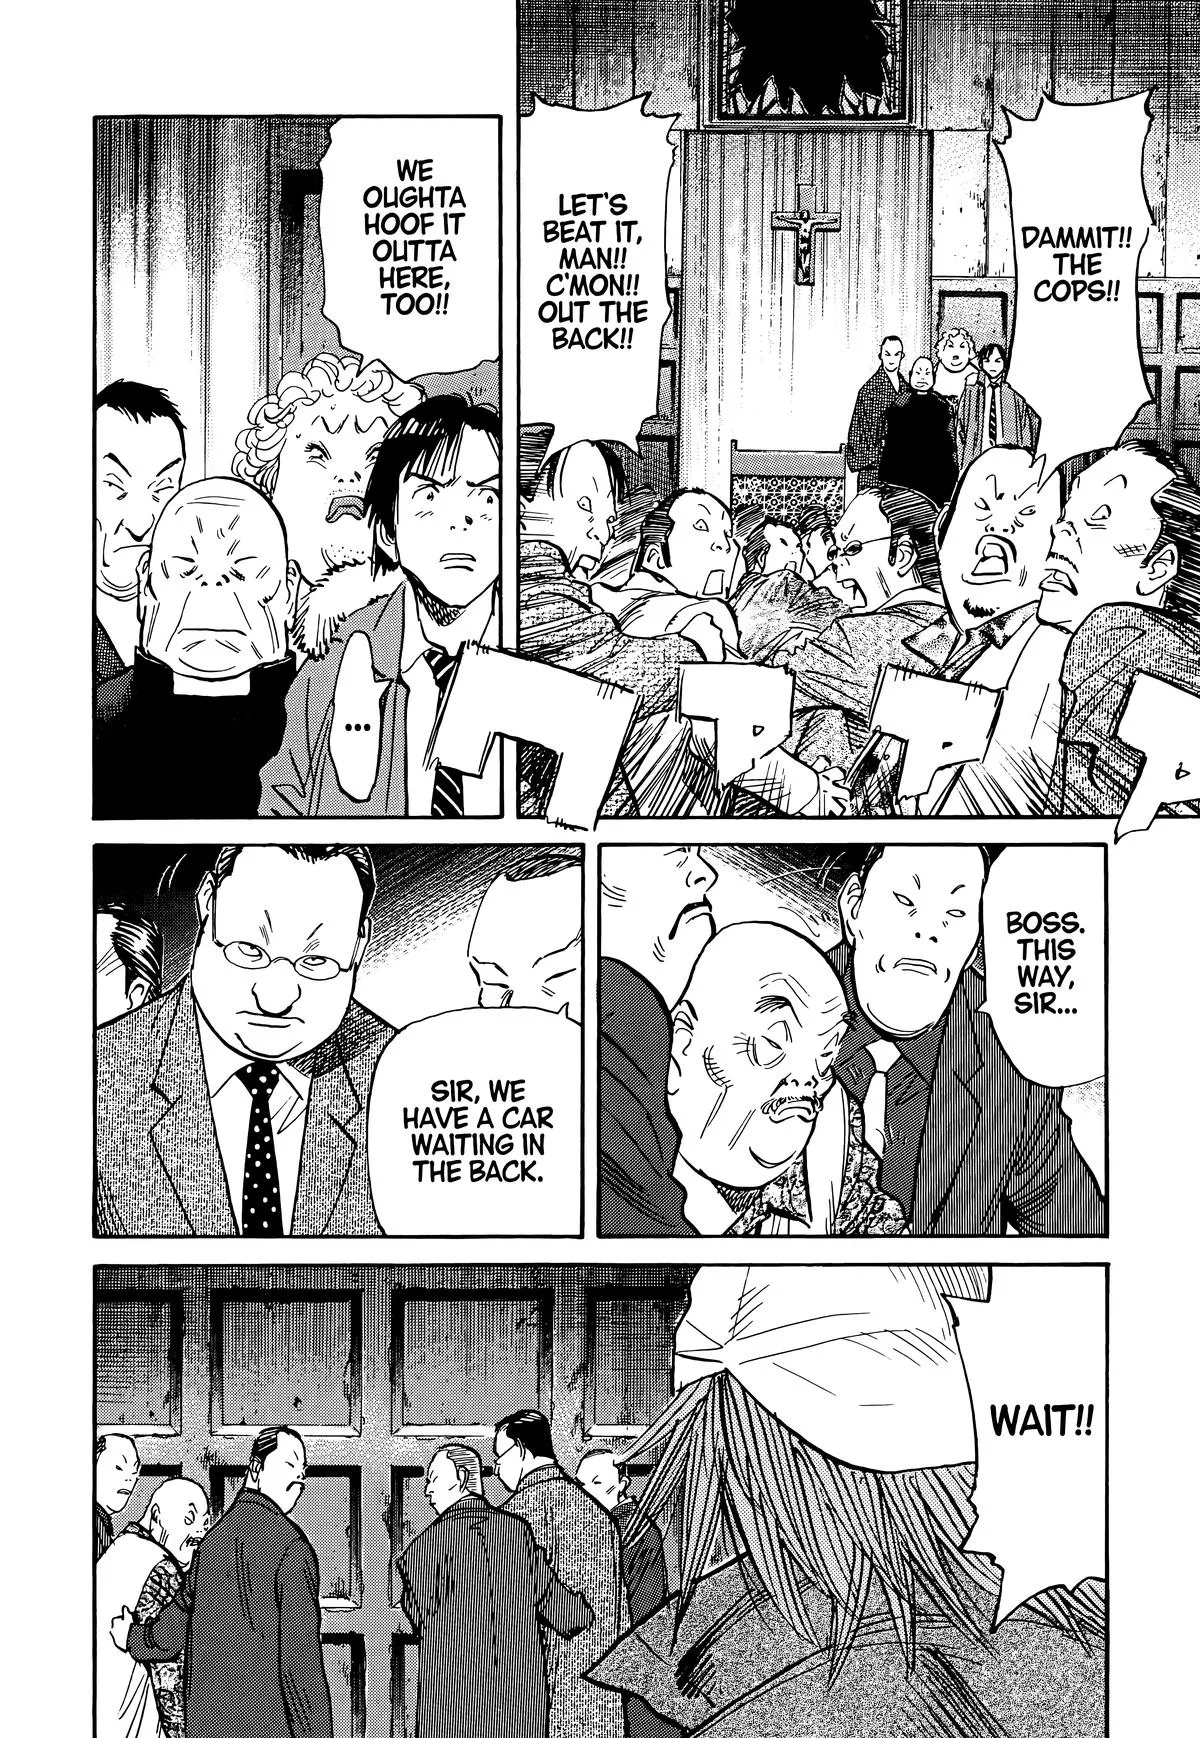 DAMMIT!!
THE
COPS!!
LET'S
BEAT IT,
MAN!!
C'MON!!
OUT THE
BACK!!
WE
OUGHTA
HOOF IT
OUTTA
HERE,
TOO!!
...
BOSS.
THIS
WAY,
SIR...
SIR, WE
HAVE A CAR
WAITING IN
THE BACK.
WAIT!!